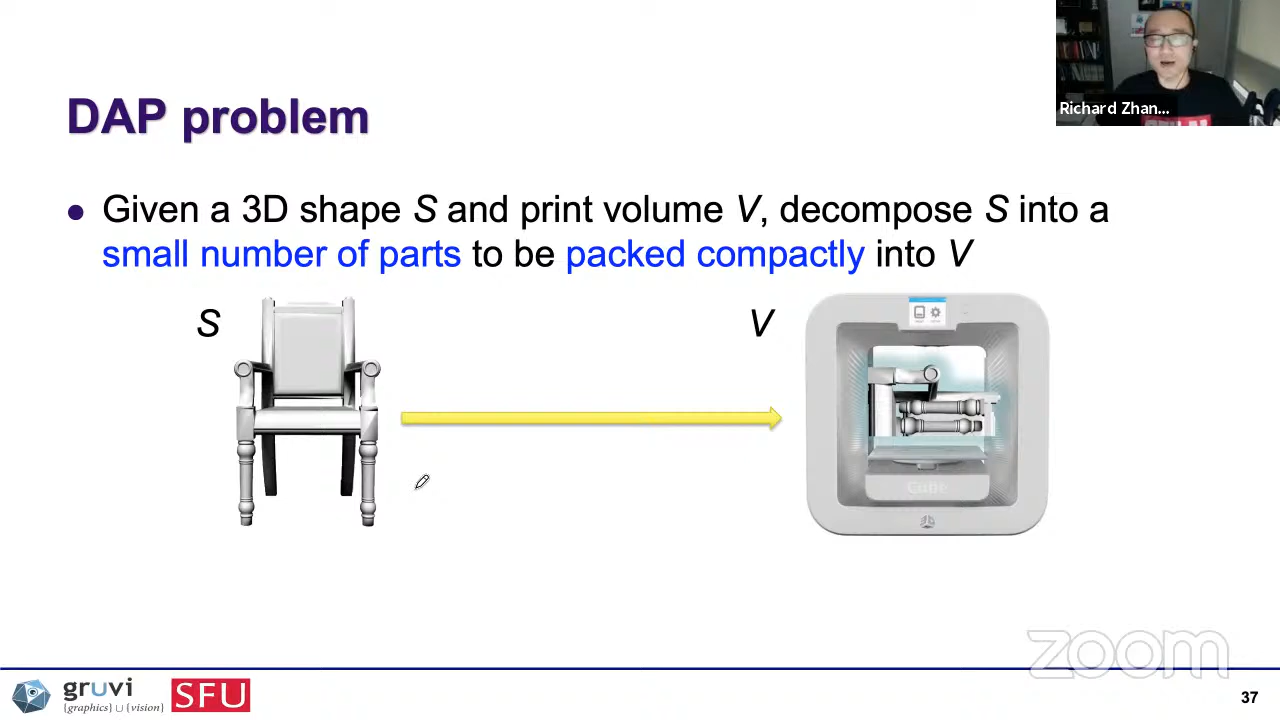 Richard Zhan...
DAP problem
Given a 3D shape S and print volume V, decompose S into a
small number of parts to be packed compactly into V
S
V
Cube
zoom
gruvi
{graphics} ∪ {vision}
SFU
37